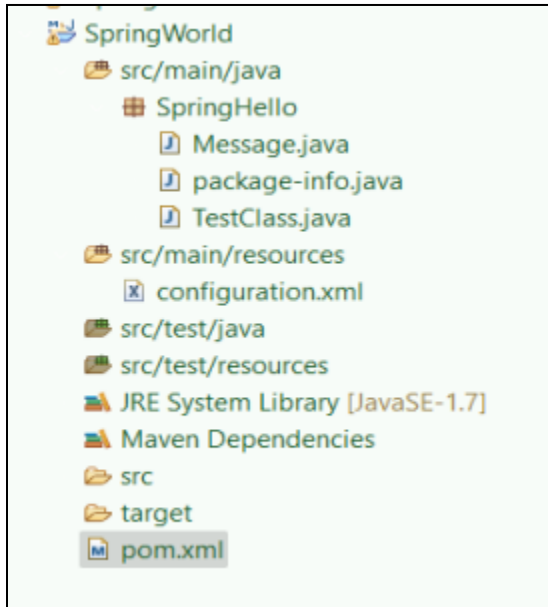 SpringWorld
src/main/java
SpringHello
Message.java
package-info.java
TestClass.java
src/main/resources
configuration.xml
src/test/java
src/test/resources
JRE System Library [JavaSE-1.7]
Maven Dependencies
src
target
pom.xml